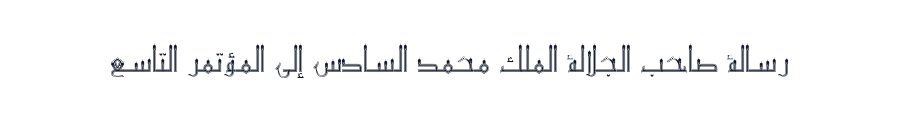 رسالة صاحب الجلالة الملك محمد السادس إلى المؤتمر التاسع